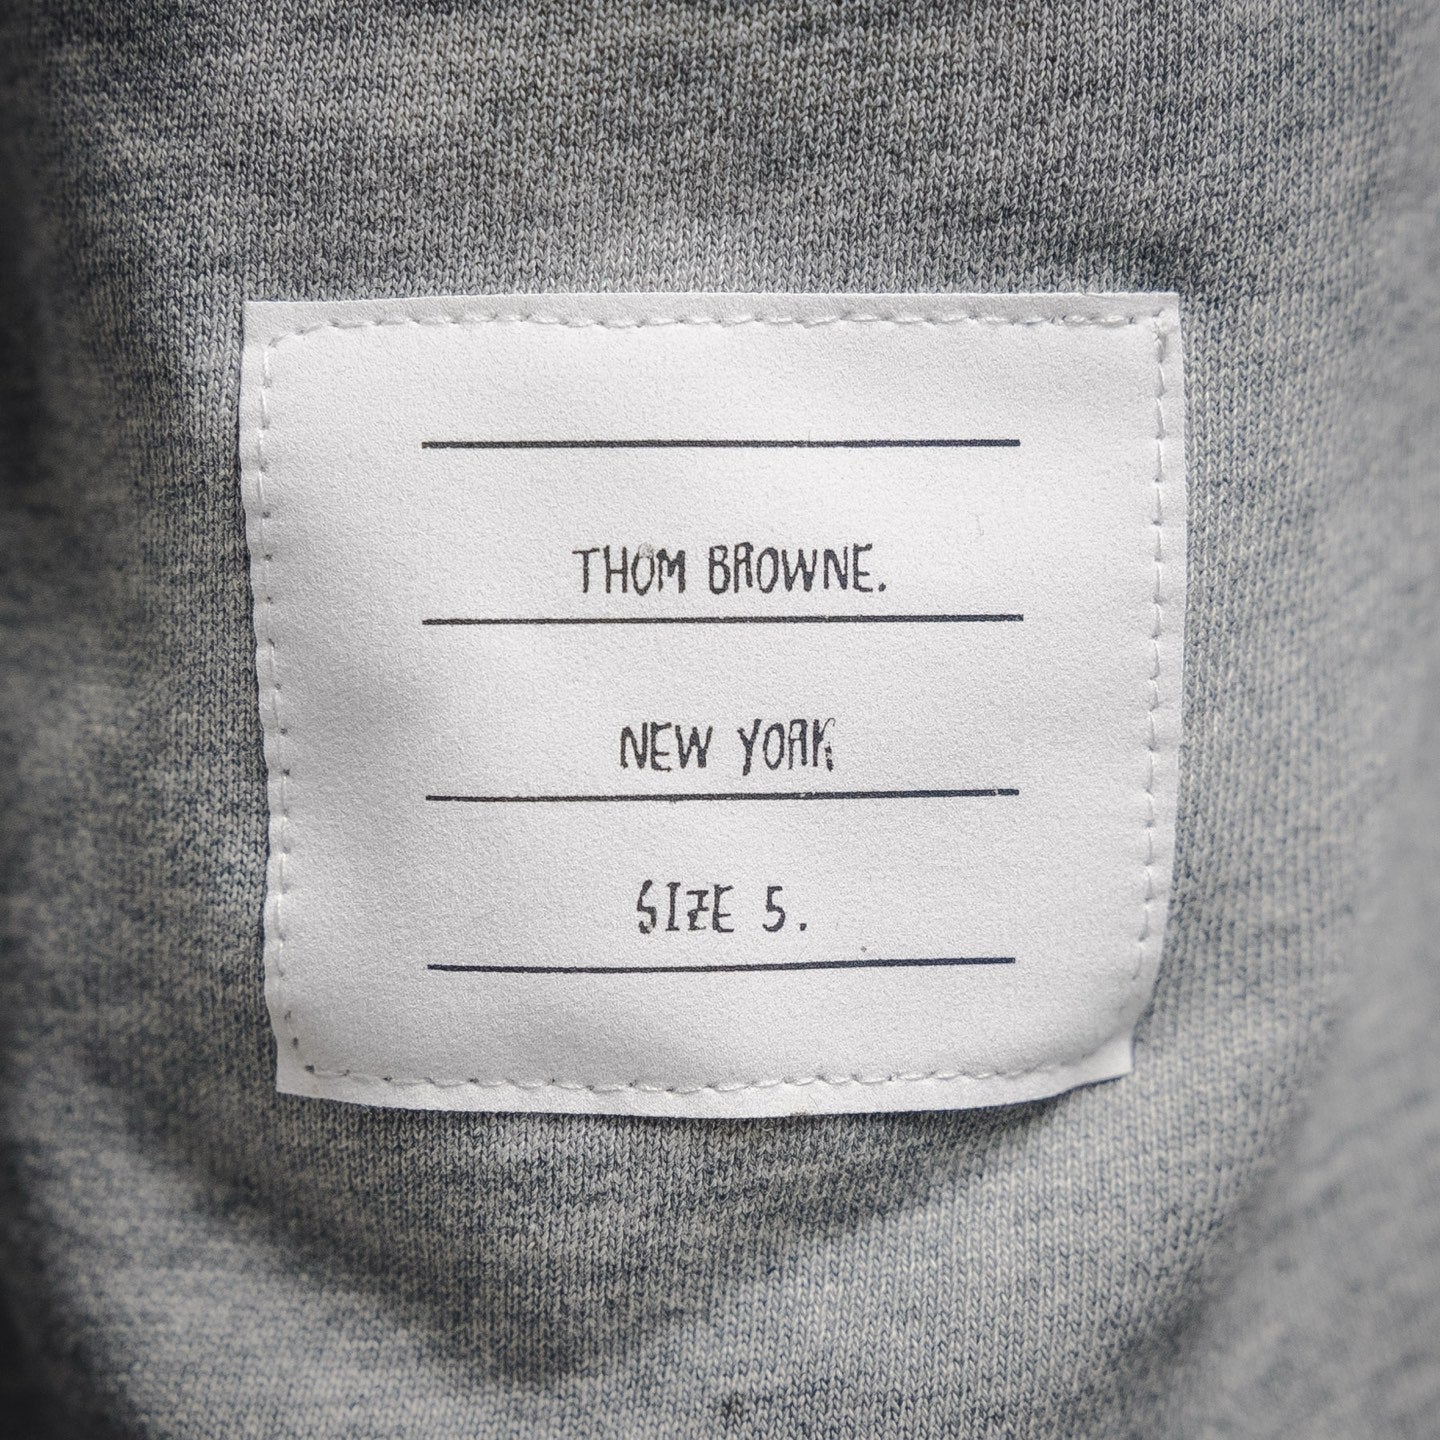 THOM BROWNE.
NEW YORK
SIZE 5.